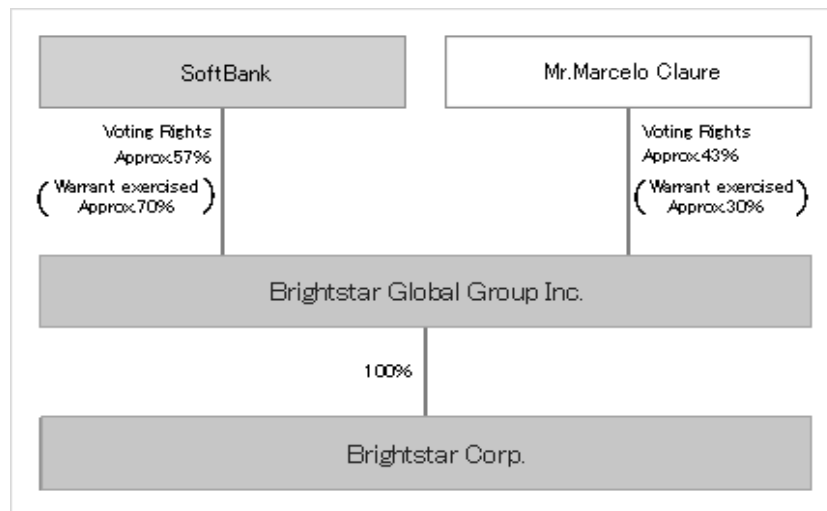 SoftBank
Mr.Marcelo Claure
Voting Rights
Approx.57%
(Warrant exercised
Approx.70%)
Voting Rights
Approx.43%
(Warrant exercised
Approx.30%)
Brightstar Global Group Inc.
100%
Brightstar Corp.